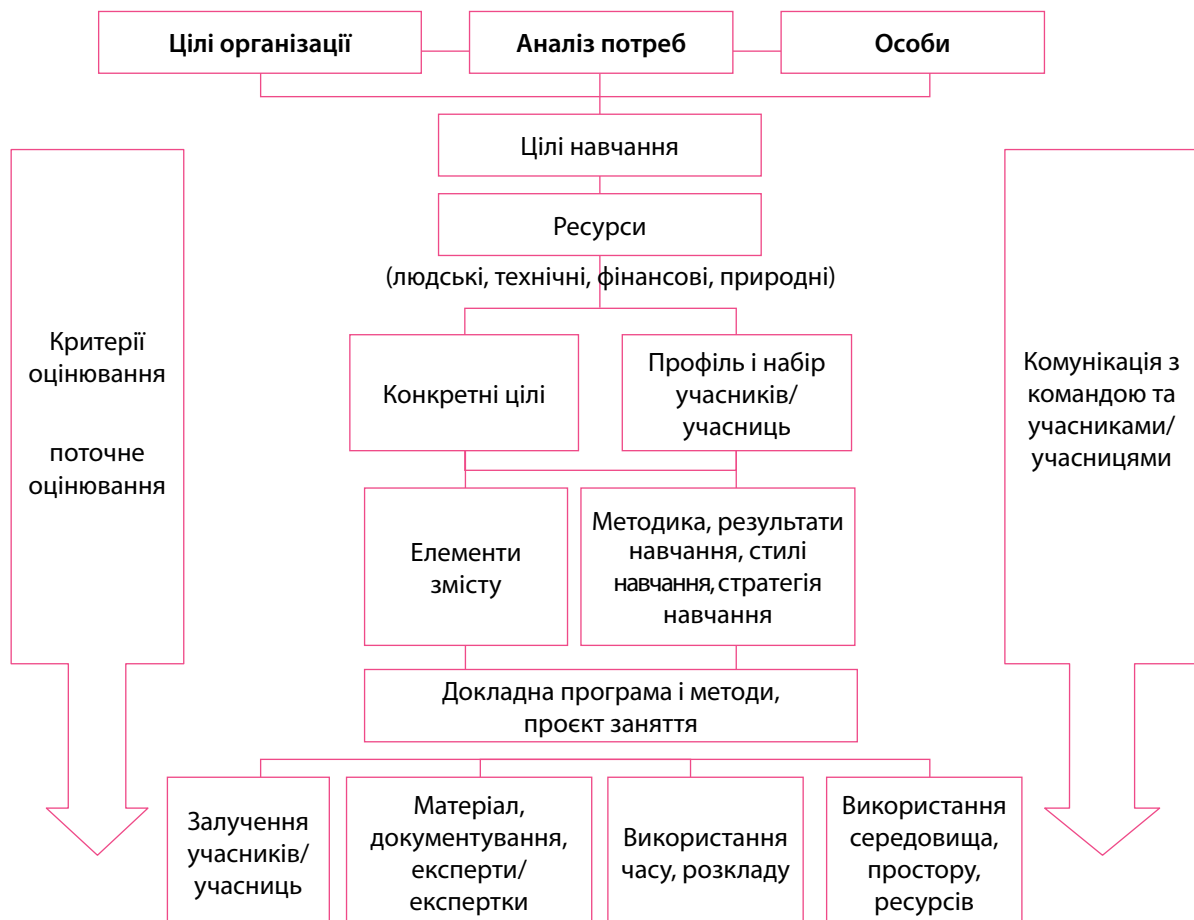 Цілі організації
Аналіз потреб
Особи
Цілі навчання
Ресурси
(людські, технічні, фінансові, природні)
Критерії
оцінювання
поточне
оцінювання
Конкретні цілі
Профіль і набір
учасників/
учасниць
Комунікація з
командою та
учасниками/
учасницями
Елементи
змісту
Методика, результати
навчання, стилі
навчання, стратегія
навчання
Докладна програма і методи,
проєкт заняття
Залучення
учасників/
учасниць
Матеріал,
документування,
експерти/
експертки
Використання
часу, розкладу
Використання
середовища,
простору,
ресурсів